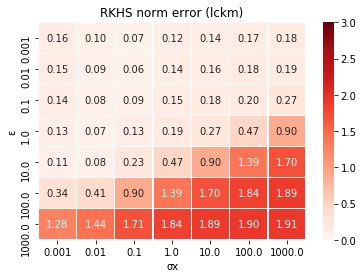 RKHS norm error (lckm)
0.001 0.16 0.10 0.07 0.12 0.14 0.17 0.18
0.01 0.15 0.09 0.06 0.14 0.16 0.18 0.19
0.1 0.14 0.08 0.09 0.15 0.18 0.20 0.27
1.0 0.13 0.07 0.13 0.19 0.27 0.47 0.90
10.0 0.11 0.08 0.23 0.47 0.90 1.39 1.70
100.0 0.34 0.41 0.90 1.39 1.70 1.84 1.89
1000.0 1.28 1.44 1.71 1.84 1.89 1.90 1.91
0.001 0.01 0.1 1.0 10.0 100.0 1000.0
σx
ε
3.0
2.5
2.0
1.5
1.0
0.5
0.0